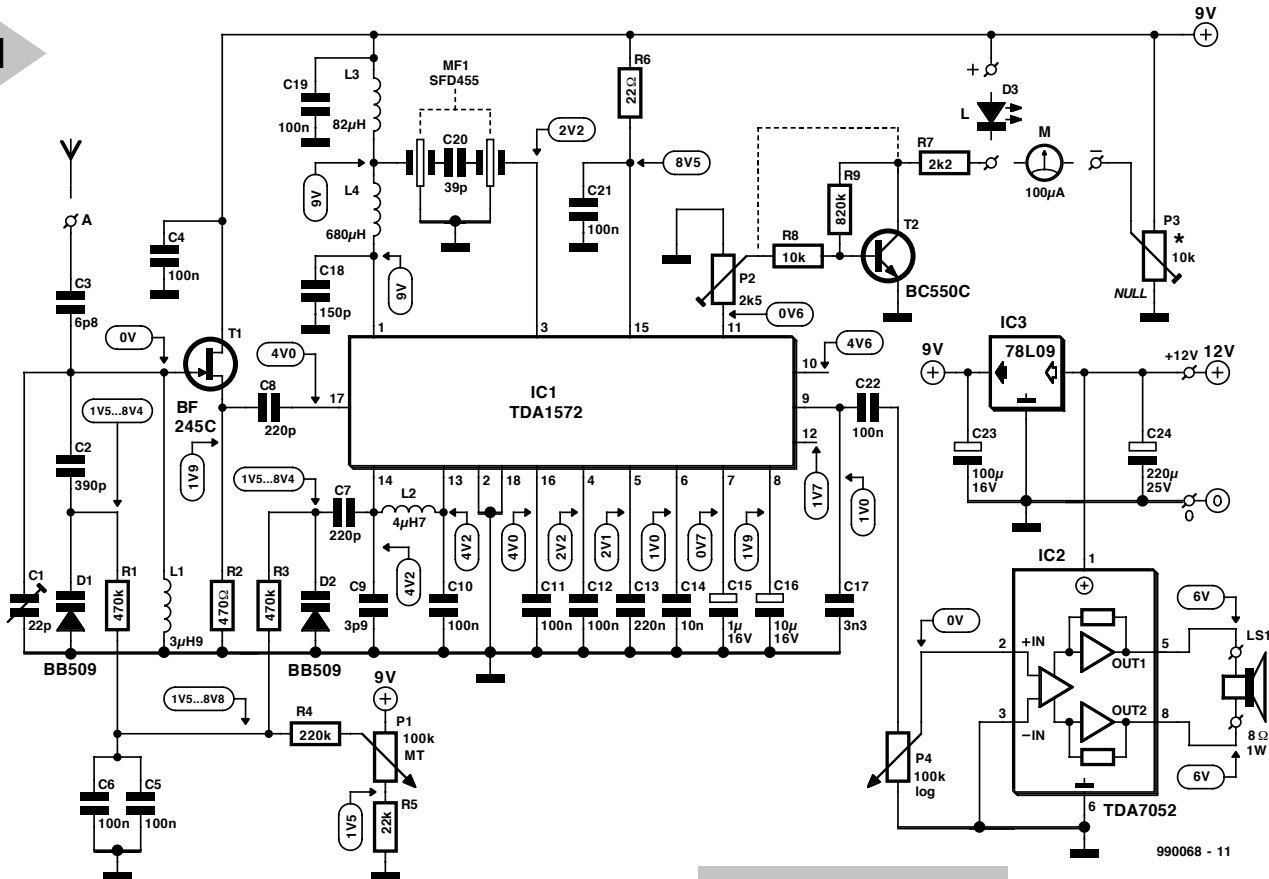 9V
C19
100n
L3
82µH
MF1
SFD455
C20
39p
2V2
R6
22Ω
8V5
C21
100n
+
D3
L
R7
2k2
M
100µA
–
P3
*
10k
NULL
R9
820k
T2
BC550C
R8
10k
P2
2k5
0V6
A
C4
100n
9V
L4
680µH
C18
150p
9V
C3
6p8
0V
T1
BF
245C
4V0
C8
220p
1
3
15
11
17
IC1
TDA1572
10
4V6
9
C22
100n
12
1V7
1V0
14
13
2
18
16
4
5
6
7
8
IC3
78L09
9V
+12V
12V
C23
100µ
16V
C24
220µ
25V
0
0
1V5...8V4
C2
390p
1V9
1V5...8V4
C7
220p
L2
4µH7
4V2
4V2
4V0
2V2
2V1
1V0
0V7
1V9
C1
22p
D1
BB509
R1
470k
L1
3µH9
R2
470Ω
R3
470k
D2
BB509
C9
3p9
C10
100n
C11
100n
C12
100n
C13
220n
C14
10n
C15
1µ
16V
C16
10µ
16V
C17
3n3
1V5...8V8
R4
220k
9V
P1
100k
MT
1V5
R5
22k
C6
100n
C5
100n
0V
P4
100k
log
IC2
1
2
+IN
3
–IN
OUT1
5
OUT2
8
6
TDA7052
6V
LS1
8Ω
1W
6V
990068 - 11